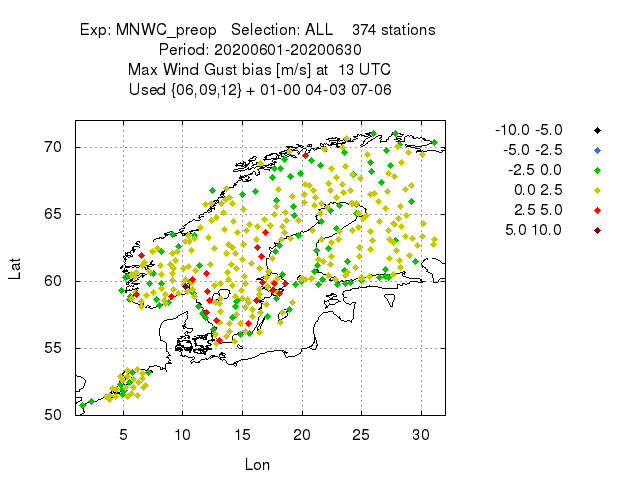 Exp: MNWC_preop   Selection: ALL    374 stations
Period: 20200601-20200630
Max Wind Gust bias [m/s] at  13 UTC
Used {06,09,12} + 01-00 04-03 07-06
70
65
60
55
50
Lat
5 10 15 20 25 30
Lon
-10.0 -5.0
-5.0 -2.5
-2.5 0.0
0.0 2.5
2.5 5.0
5.0 10.0